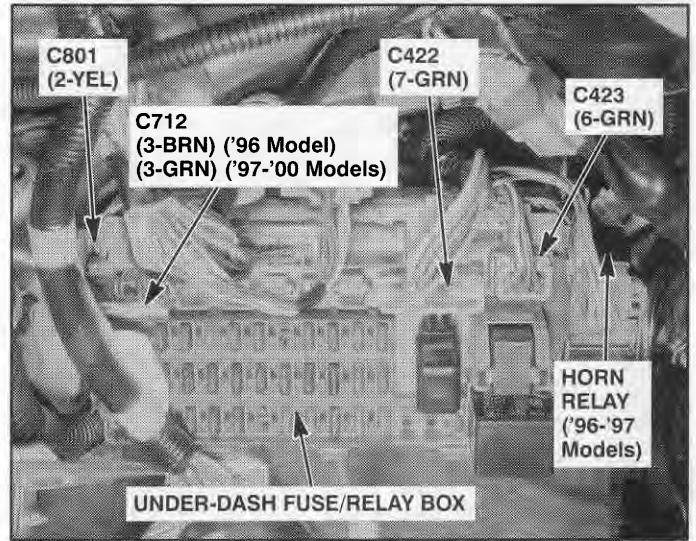 C801
(2-YEL)
C712
(3-BRN) ('96 Model)
(3-GRN) ('97-'00 Models)
C422
(7-GRN)
C423
(6-GRN)
HORN
RELAY
('96-'97
Models)
UNDER-DASH FUSE/RELAY BOX